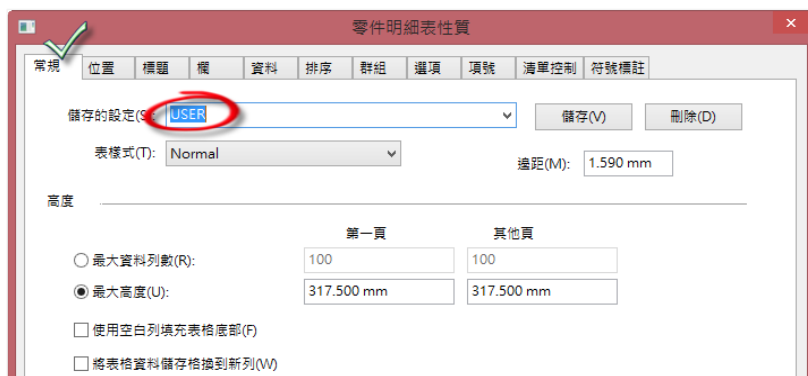 零件明細表性質
常規 位置 標題 欄 資料 排序 群組 選項 項號 清單控制 符號標註
儲存的設定(S): USER 儲存(V) 刪除(D)
表樣式(T): Normal 邊距(M): 1.590 mm
高度
第一頁 其他頁
最大資料列數(R): 100 100
最大高度(U): 317.500 mm 317.500 mm
使用空白列填充表格底部(F)
將表格資料儲存格換到新列(W)